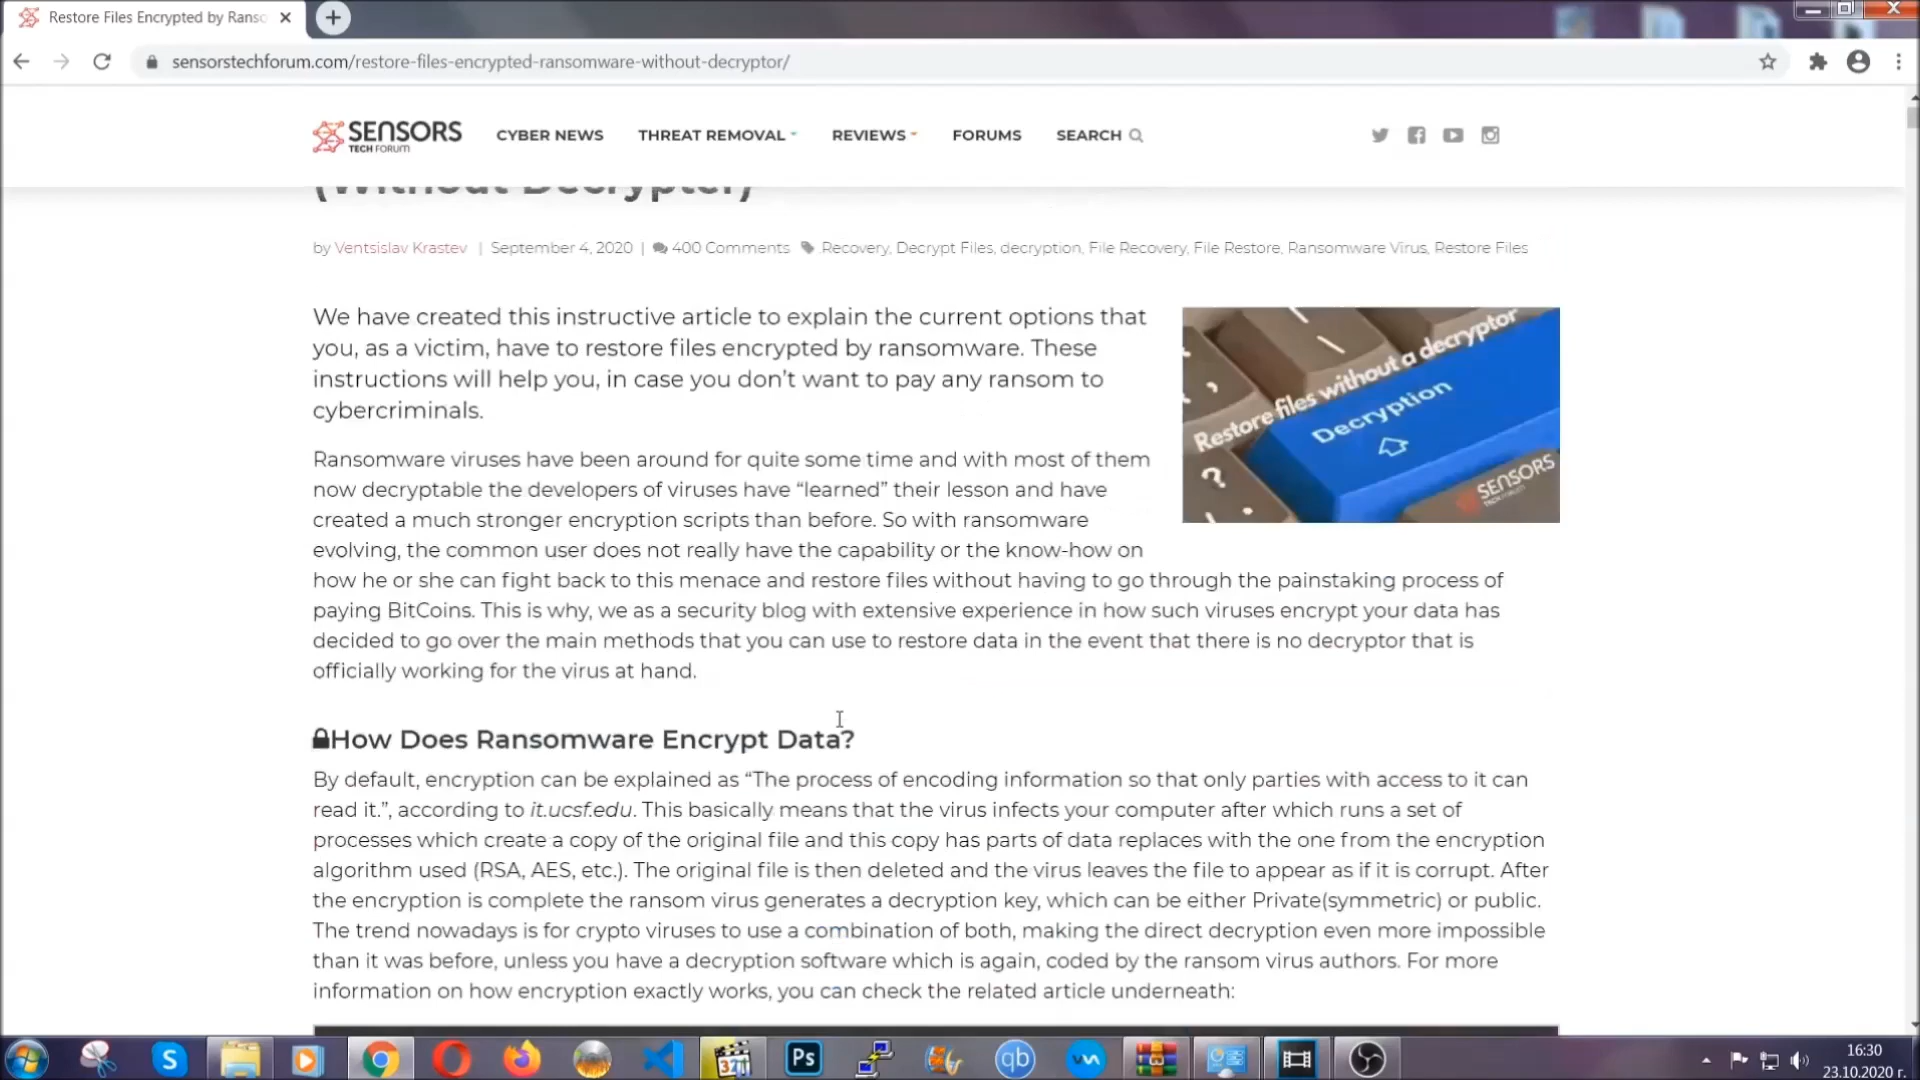 Restore Files Encrypted by Ranso
sensorstechforum.com/restore-files-encrypted-ransomware-without-decryptor/
SENSORS
TECH FORUM
CYBER NEWS THREAT REMOVAL REVIEWS FORUMS SEARCH
(Without Decrypter)
by Ventsislav Krastev | September 4, 2020 | 400 Comments Recovery, Decrypt Files, decryption, File Recovery, File Restore, Ransomware Virus, Restore Files
We have created this instructive article to explain the current options that
you, as a victim, have to restore files encrypted by ransomware. These
instructions will help you, in case you don’t want to pay any ransom to
cybercriminals.
Restore files without a decryptor
Decryption
SENSORS
TECH FORUM
Ransomware viruses have been around for quite some time and with most of them
now decryptable the developers of viruses have “learned” their lesson and have
created a much stronger encryption scripts than before. So with ransomware
evolving, the common user does not really have the capability or the know-how on
how he or she can fight back to this menace and restore files without having to go through the painstaking process of
paying BitCoins. This is why, we as a security blog with extensive experience in how such viruses encrypt your data has
decided to go over the main methods that you can use to restore data in the event that there is no decryptor that is
officially working for the virus at hand.
How Does Ransomware Encrypt Data?
By default, encryption can be explained as “The process of encoding information so that only parties with access to it can
read it.”, according to it.ucsf.edu. This basically means that the virus infects your computer after which runs a set of
processes which create a copy of the original file and this copy has parts of data replaces with the one from the encryption
algorithm used (RSA, AES, etc.). The original file is then deleted and the virus leaves the file to appear as if it is corrupt. After
the encryption is complete the ransom virus generates a decryption key, which can be either Private(symmetric) or public.
The trend nowadays is for crypto viruses to use a combination of both, making the direct decryption even more impossible
than it was before, unless you have a decryption software which is again, coded by the ransom virus authors. For more
information on how encryption exactly works, you can check the related article underneath:
321
Ps
qb
16:30
23.10.2020 г.